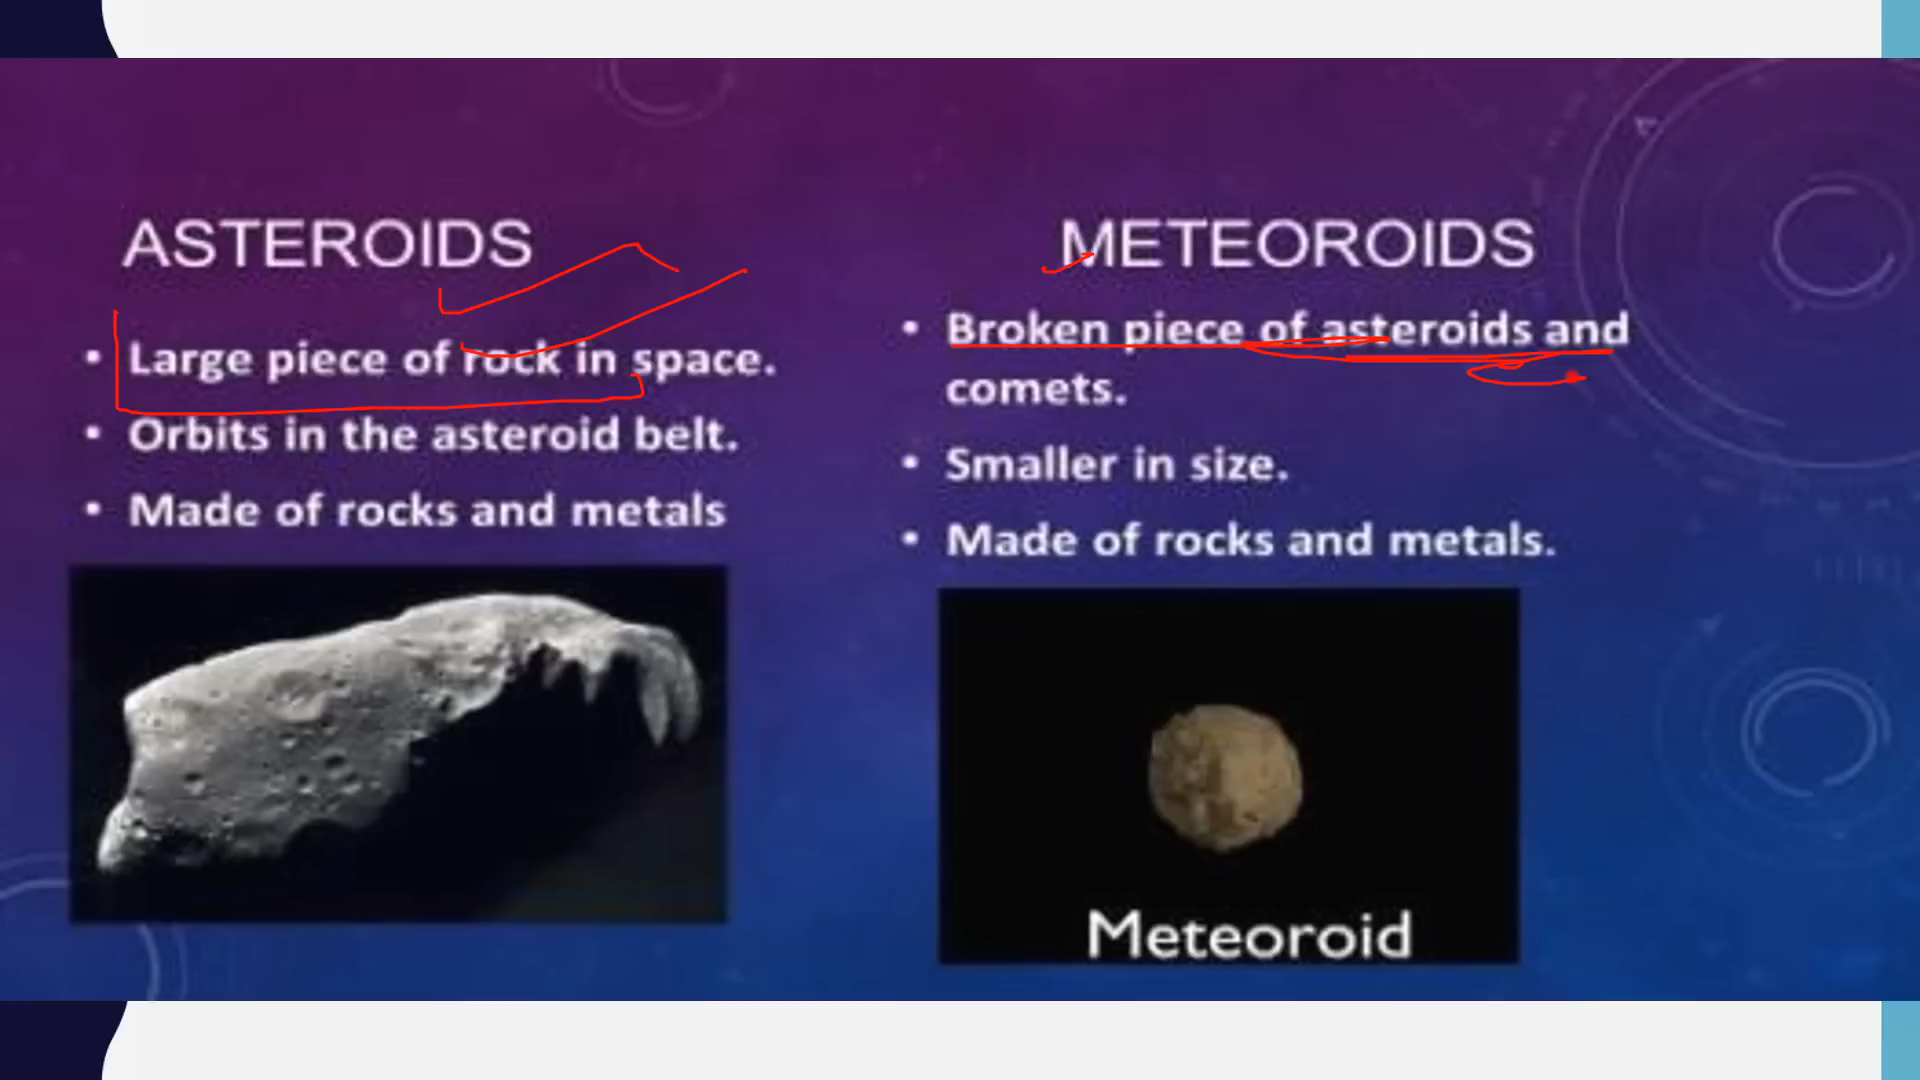 ASTEROIDS
• Large piece of rock in space.
• Orbits in the asteroid belt.
• Made of rocks and metals
METEOROIDS
• Broken piece of asteroids and
comets.
• Smaller in size.
• Made of rocks and metals.
Meteoroid